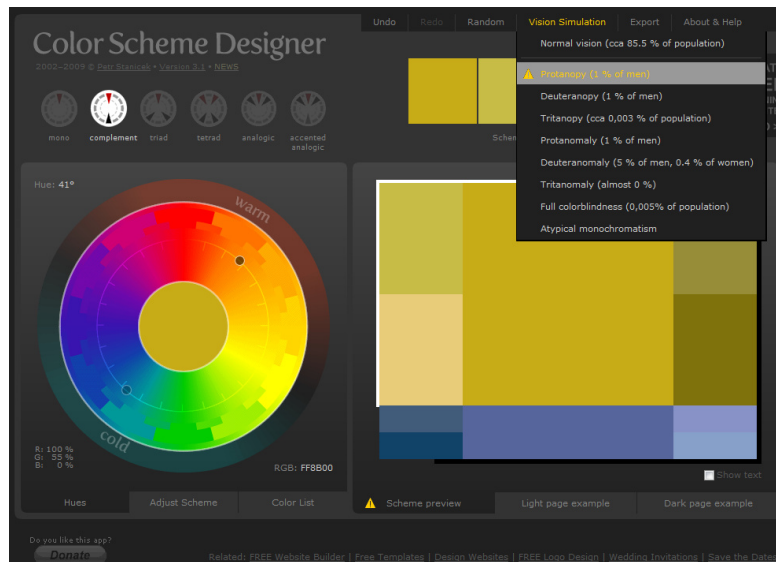 Undo Redo Random Vision Simulation Export About & Help
Color Scheme Designer
2002-2009 © Petr Stanicek • Version 3.1 • NEWS
Normal vision (cca 85.5 % of population)
Protanopy (1 % of men)
Deuteranopy (1 % of men)
Tritanopy (cca 0,003 % of population)
Protanomaly (1 % of men)
Deuteranomaly (5 % of men, 0.4 % of women)
Tritanomaly (almost 0 %)
Full colorblindness (0,005% of population)
Atypical monochromatism
mono complement triad tetrad analogic accented
analogic
Hue: 41°
warm
cold
R: 100 %
G: 55 %
B: 0 %
RGB: FF8B00
Show text
Hues Adjust Scheme Color List Scheme preview Light page example Dark page example
Do you like this app?
Donate
Related: FREE Website Builder | Free Templates | Design Websites | FREE Logo Design | Wedding Invitations | Save the Dates